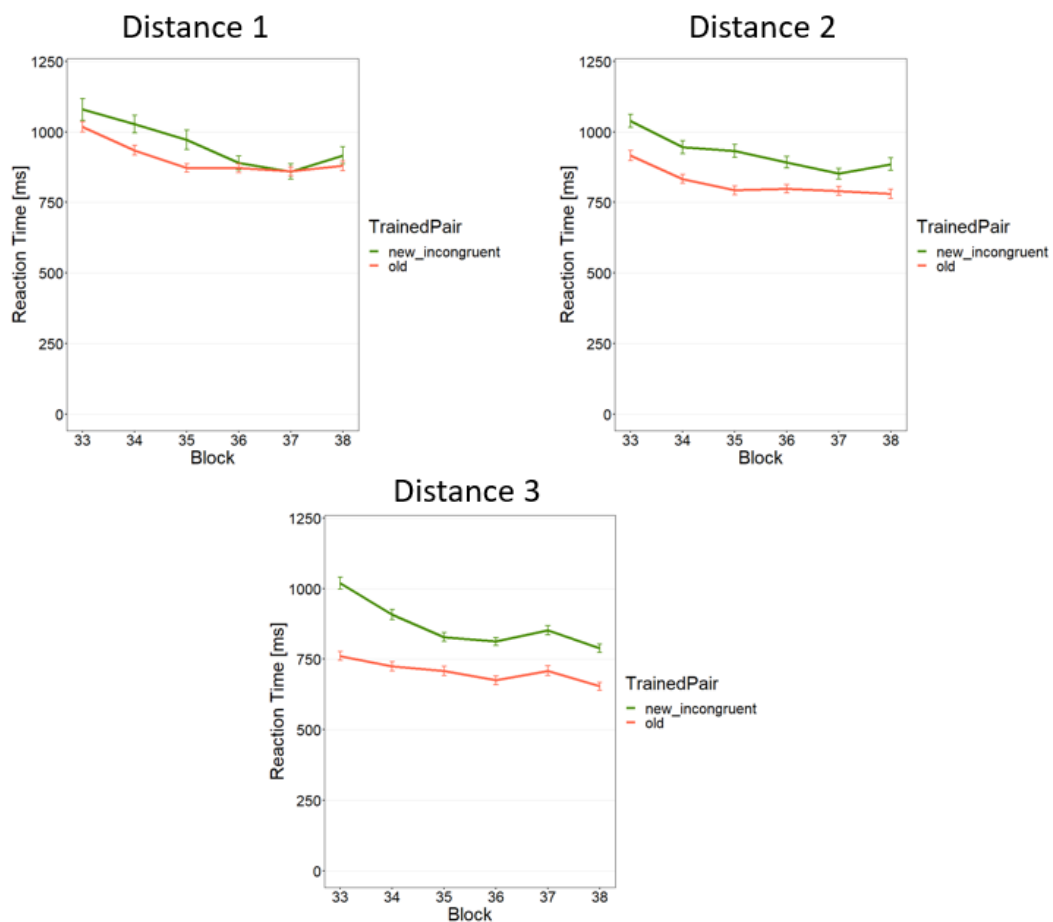 Distance 1
1250
1000
750
500
250
0
Reaction Time [ms]
33 34 35 36 37 38
Block
TrainedPair
new_incongruent
old
Distance 2
1250
1000
750
500
250
0
Reaction Time [ms]
33 34 35 36 37 38
Block
TrainedPair
new_incongruent
old
Distance 3
1250
1000
750
500
250
0
Reaction Time [ms]
33 34 35 36 37 38
Block
TrainedPair
new_incongruent
old